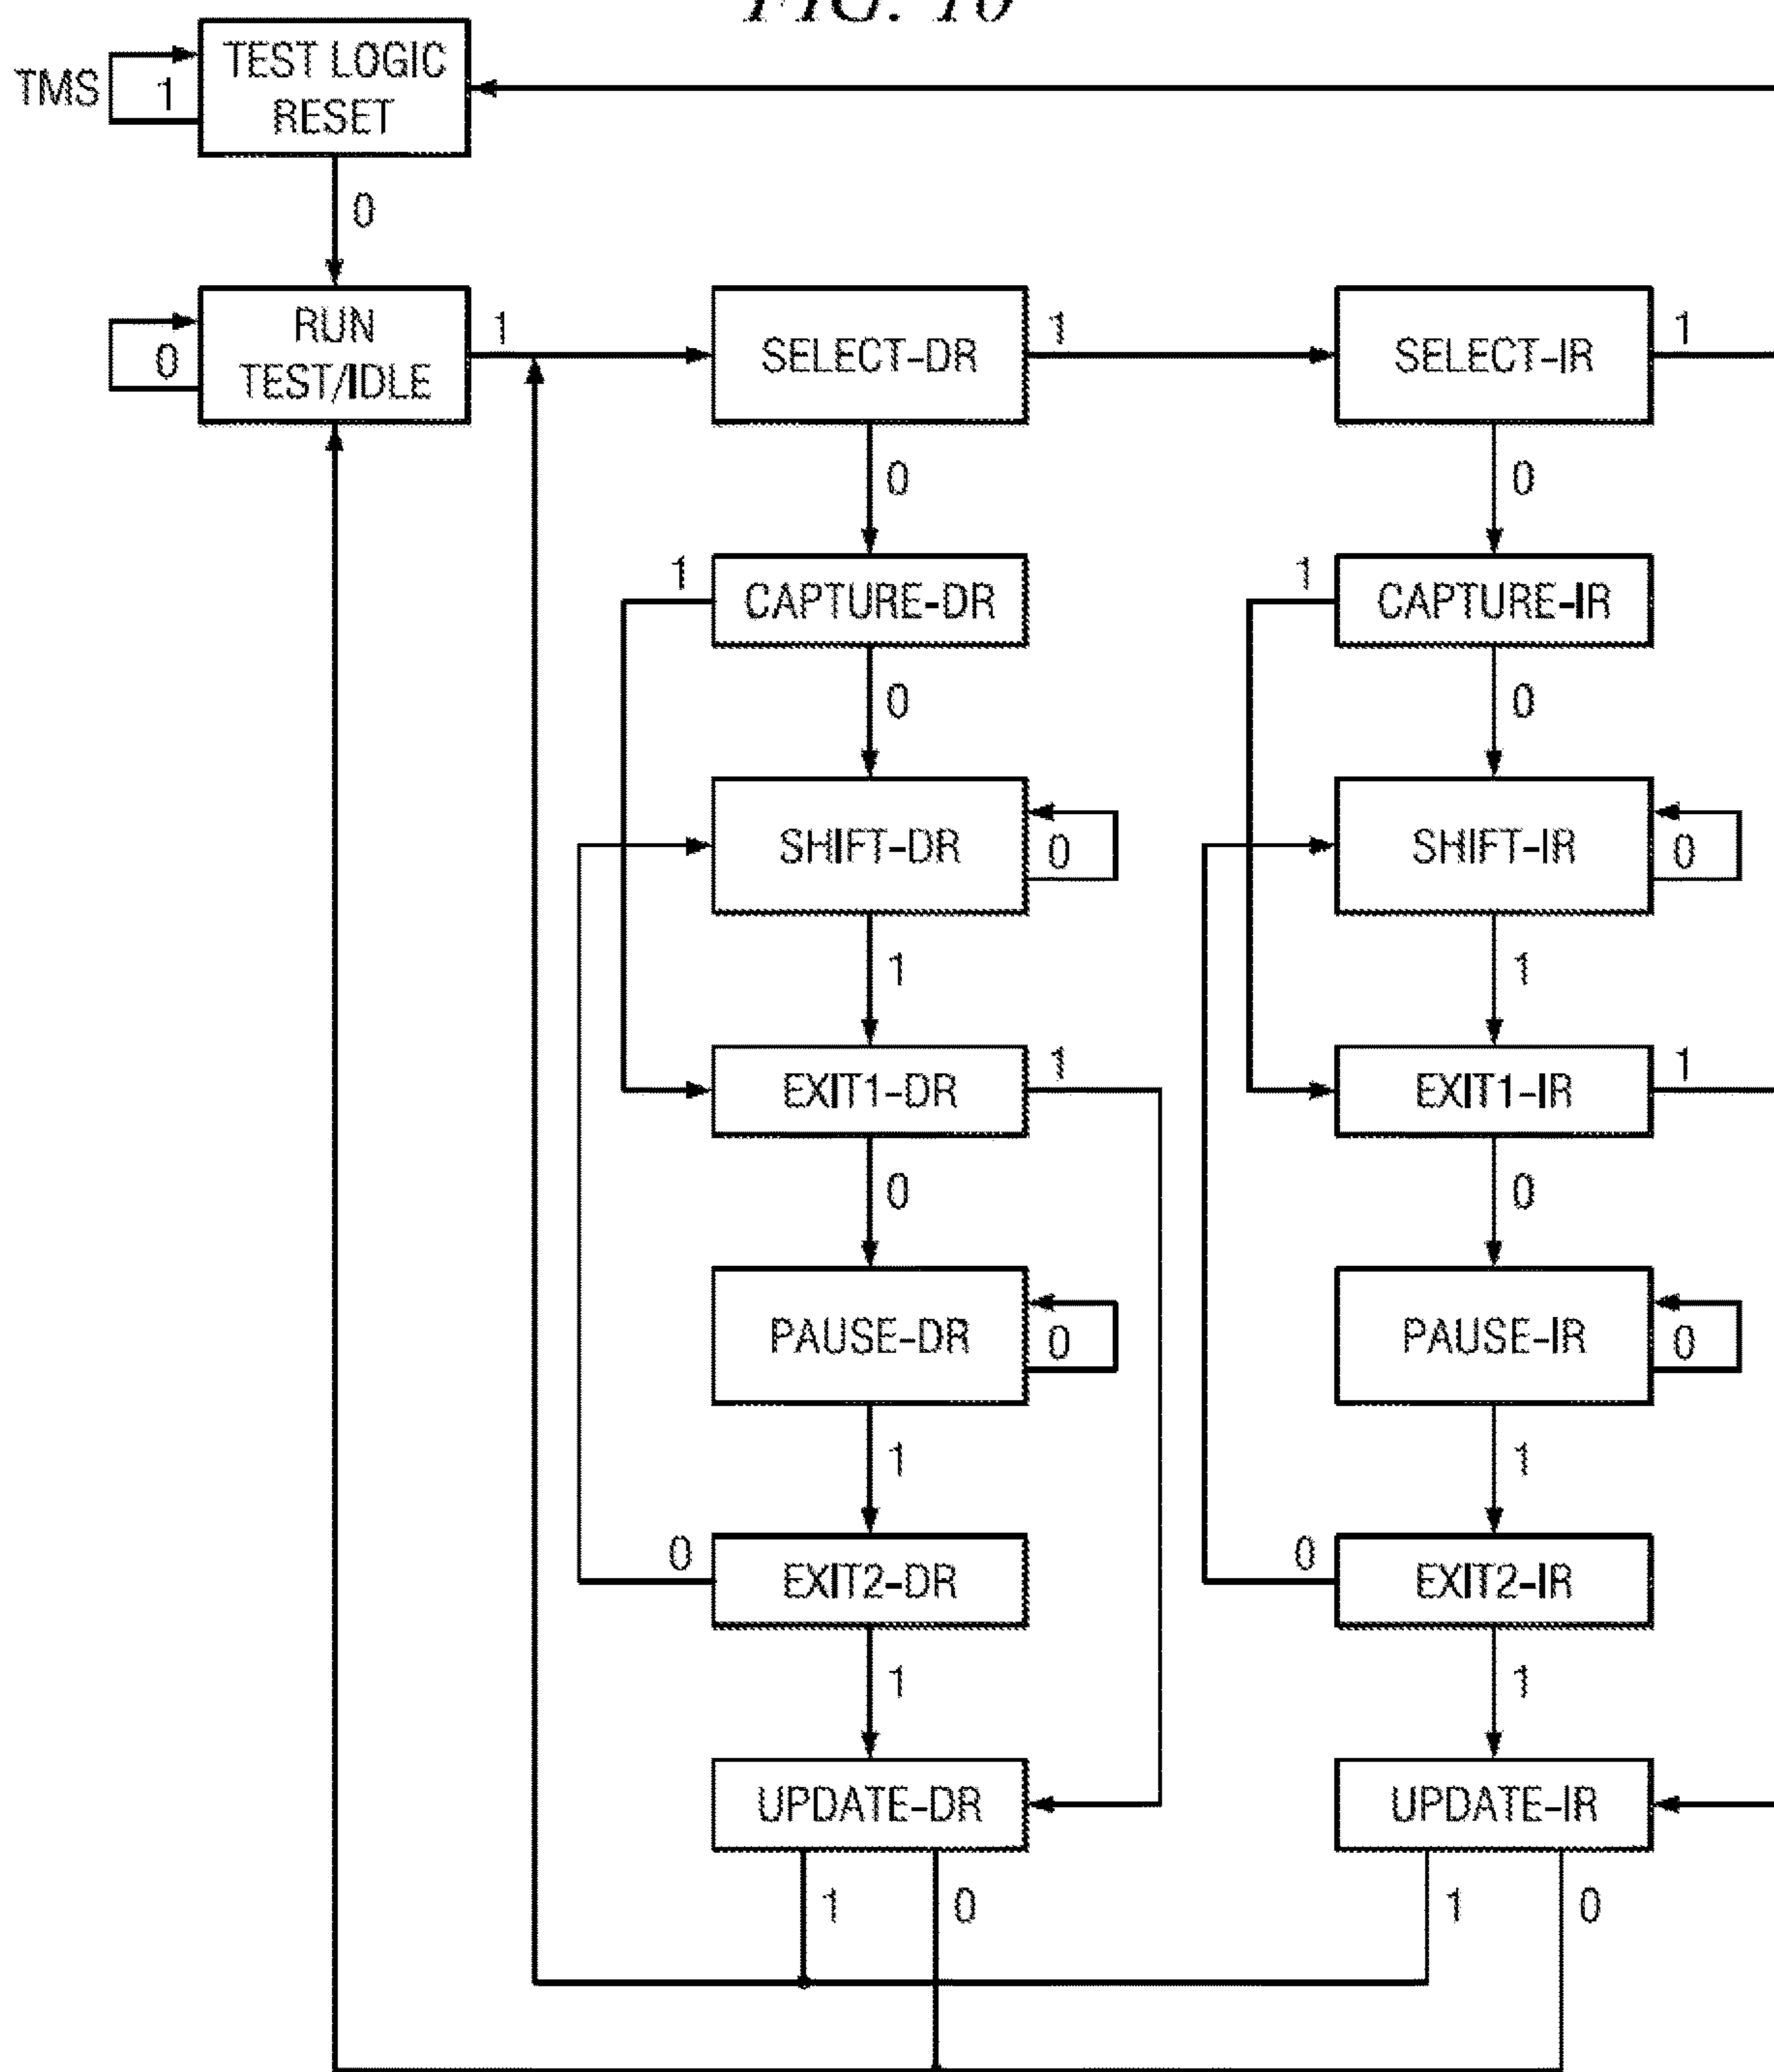 FIG. 10
TEST LOGIC
RESET
TMS
1
0
RUN
TEST/IDLE
0
1
SELECT-DR
1
SELECT-IR
1
0
0
1
CAPTURE-DR
1
CAPTURE-IR
0
0
SHIFT-DR
0
SHIFT-IR
0
1
1
EXIT1-DR
1
EXIT1-IR
1
0
0
PAUSE-DR
0
PAUSE-IR
0
1
1
0
EXIT2-DR
0
EXIT2-IR
1
1
UPDATE-DR
UPDATE-IR
1
0
1
0